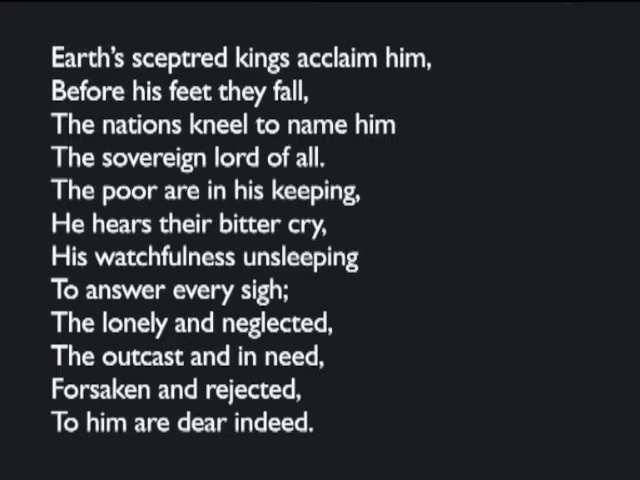 Earth's sceptred kings acclaim him,
Before his feet they fall,
The nations kneel to name him
The sovereign lord of all.
The poor are in his keeping,
He hears their bitter cry,
His watchfulness unsleeping
To answer every sigh;
The lonely and neglected,
The outcast and in need,
Forsaken and rejected,
To him are dear indeed.